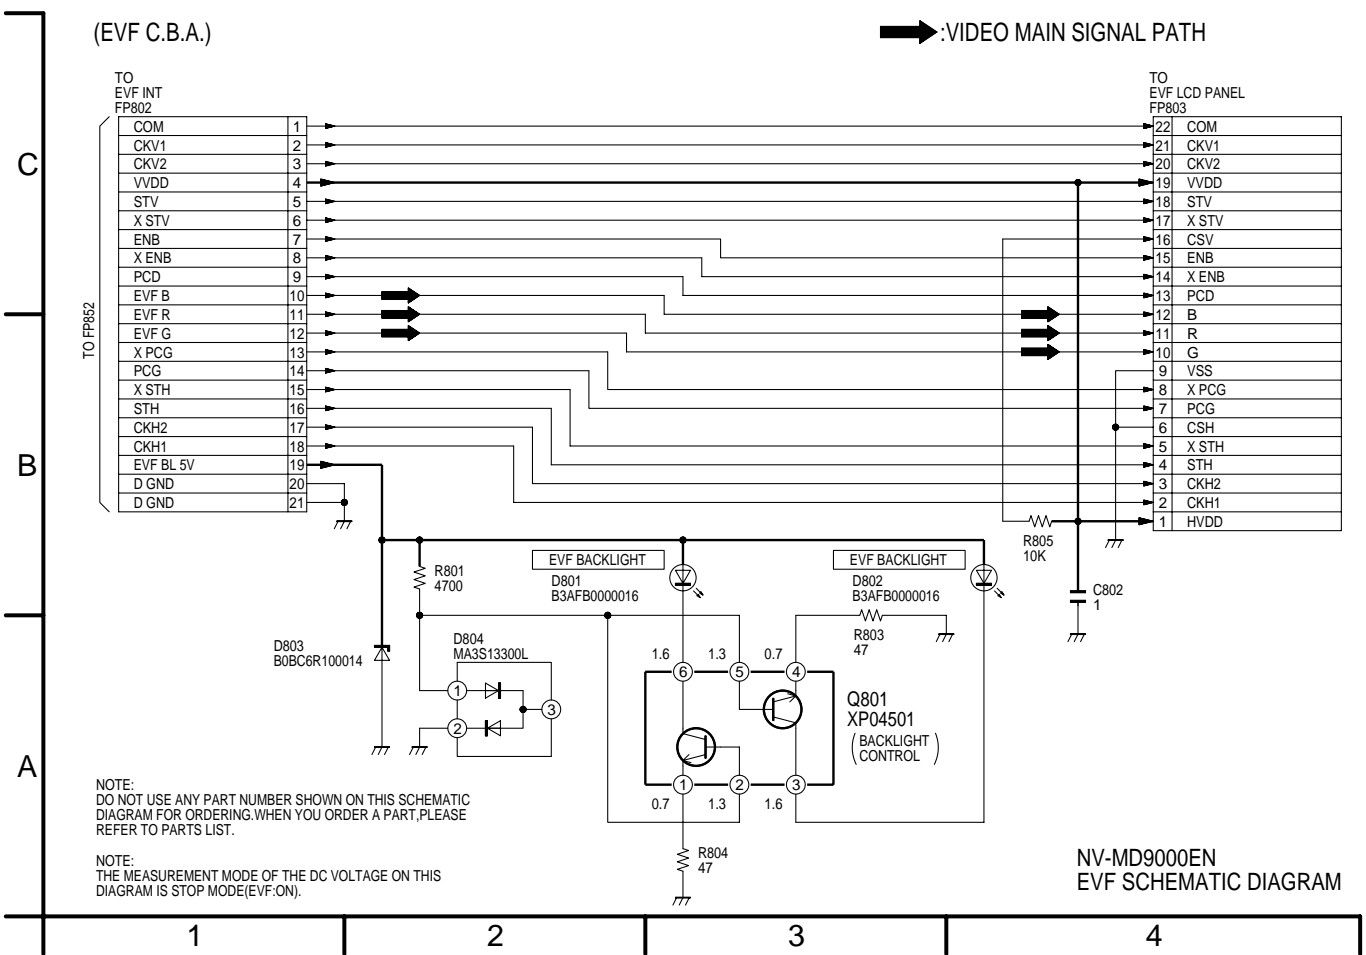 (EVF C.B.A.)
:VIDEO MAIN SIGNAL PATH
TO
EVF INT
FP802
COM 1
CKV1 2
CKV2 3
VVDD 4
STV 5
X STV 6
ENB 7
X ENB 8
PCD 9
EVF B 10
EVF R 11
EVF G 12
X PCG 13
PCG 14
X STH 15
STH 16
CKH2 17
CKH1 18
EVF BL 5V 19
D GND 20
D GND 21
TO FP852
TO
EVF LCD PANEL
FP803
22 COM
21 CKV1
20 CKV2
19 VVDD
18 STV
17 X STV
16 CSV
15 ENB
14 X ENB
13 PCD
12 B
11 R
10 G
9 VSS
8 X PCG
7 PCG
6 CSH
5 X STH
4 STH
3 CKH2
2 CKH1
1 HVDD
R805
10K
C802
1
R801
4700
EVF BACKLIGHT
D801
B3AFB0000016
EVF BACKLIGHT
D802
B3AFB0000016
R803
47
D803
B0BC6R100014
D804
MA3S13300L
1
2
3
1.6 1.3 0.7
6 5 4
Q801
XP04501
(BACKLIGHT
CONTROL)
1 2 3
0.7 1.3 1.6
R804
47
NOTE:
DO NOT USE ANY PART NUMBER SHOWN ON THIS SCHEMATIC
DIAGRAM FOR ORDERING.WHEN YOU ORDER A PART,PLEASE
REFER TO PARTS LIST.
NOTE:
THE MEASUREMENT MODE OF THE DC VOLTAGE ON THIS
DIAGRAM IS STOP MODE(EVF:ON).
NV-MD9000EN
EVF SCHEMATIC DIAGRAM
C
B
A
1 2 3 4